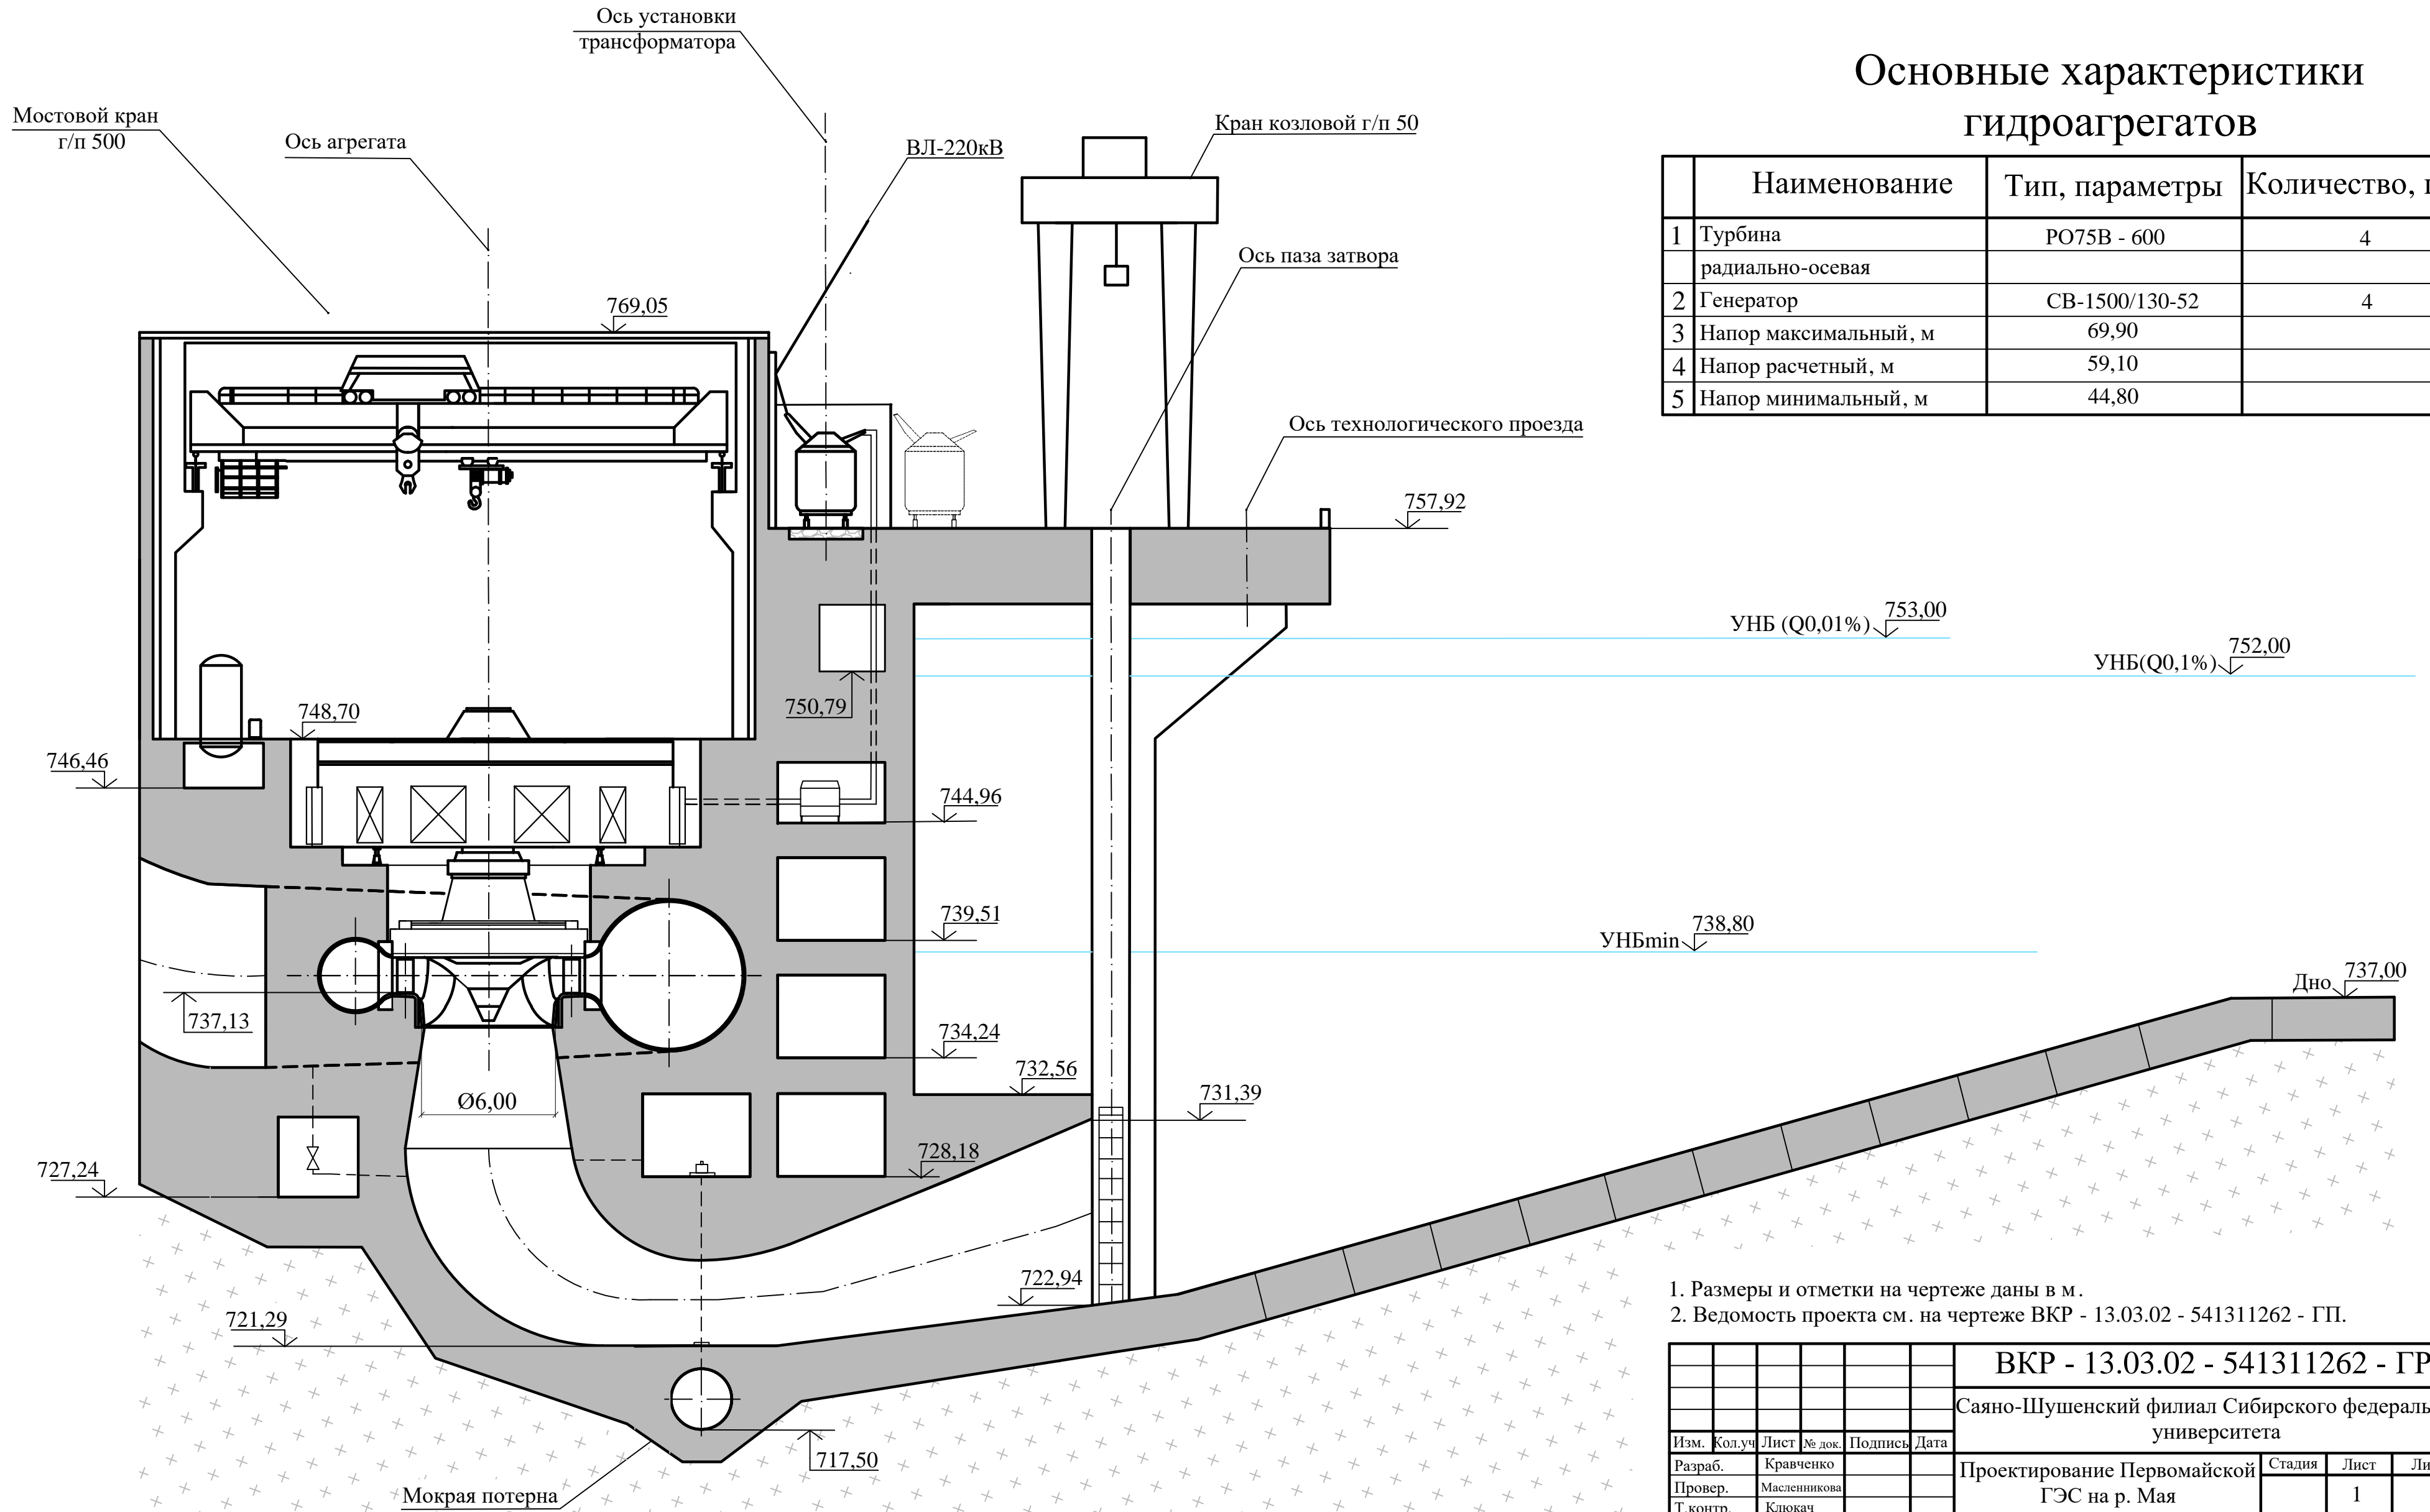 Ось установки
трансформатора
Мостовой кран
г/п 500
Ось агрегата
ВЛ-220кВ
Кран козловой г/п 50
Ось паза затвора
Ось технологического проезда
769,05
757,92
УНБ (Q0,01%) 753,00
УНБ(Q0,1%) 752,00
750,79
748,70
746,46
744,96
739,51
УНБmin 738,80
Дно 737,00
737,13
734,24
732,56
731,39
Ø6,00
728,18
727,24
722,94
721,29
717,50
Мокрая потерна
Основные характеристики
гидроагрегатов
Наименование Тип, параметры Количество,
1 Турбина РО75В - 600 4
радиально-осевая
2 Генератор СВ-1500/130-52 4
3 Напор максимальный, м 69,90
4 Напор расчетный, м 59,10
5 Напор минимальный, м 44,80
1. Размеры и отметки на чертеже даны в м.
2. Ведомость проекта см. на чертеже ВКР - 13.03.02 - 541311262 - ГП.
ВКР - 13.03.02 - 541311262 - ГР
Саяно-Шушенский филиал Сибирского федераль
университета
Изм. Кол.уч Лист № док. Подпись Дата
Разраб. Кравченко
Провер. Масленникова
Т.контр. Клюкач
Проектирование Первомайской
ГЭС на р. Мая
Стадия Лист Ли
1